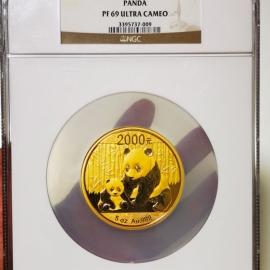 PANDA
PF 69 ULTRA CAMEO
3395737-009
NGC
2000元
5 oz Au.999